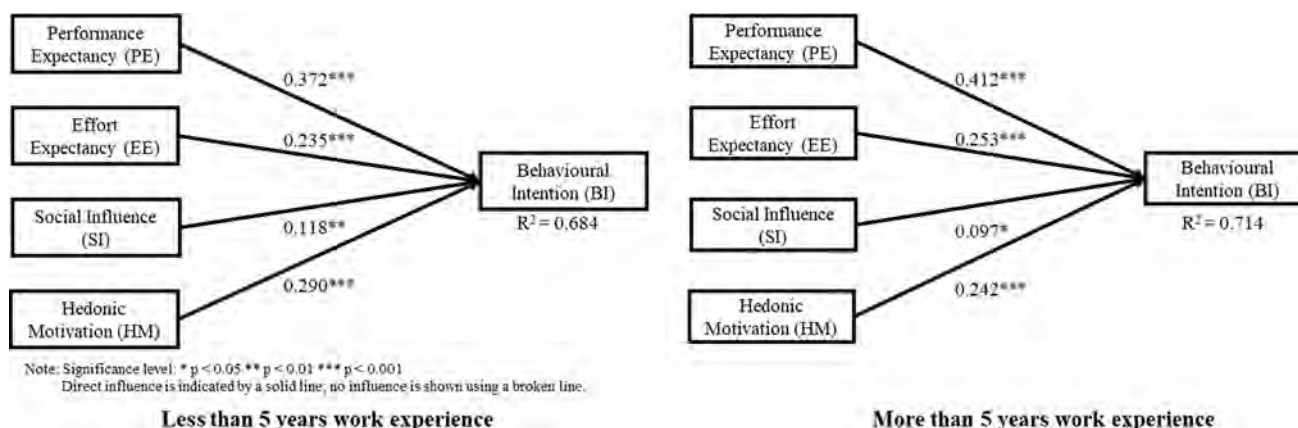 Performance
Expectancy (PE)
0.372***
Effort
Expectancy (EE)
0.235***
Behavioural
Intention (BI)
R² = 0.684
Social Influence
(SI)
0.118**
0.290***
Hedonic
Motivation (HM)
Note: Significance level: * p < 0.05 ** p < 0.01 *** p < 0.001
Direct influence is indicated by a solid line; no influence is shown using a broken line.
Less than 5 years work experience
Performance
Expectancy (PE)
0.412***
Effort
Expectancy (EE)
0.253***
Behavioural
Intention (BI)
R² = 0.714
Social Influence
(SI)
0.097*
0.242***
Hedonic
Motivation (HM)
More than 5 years work experience